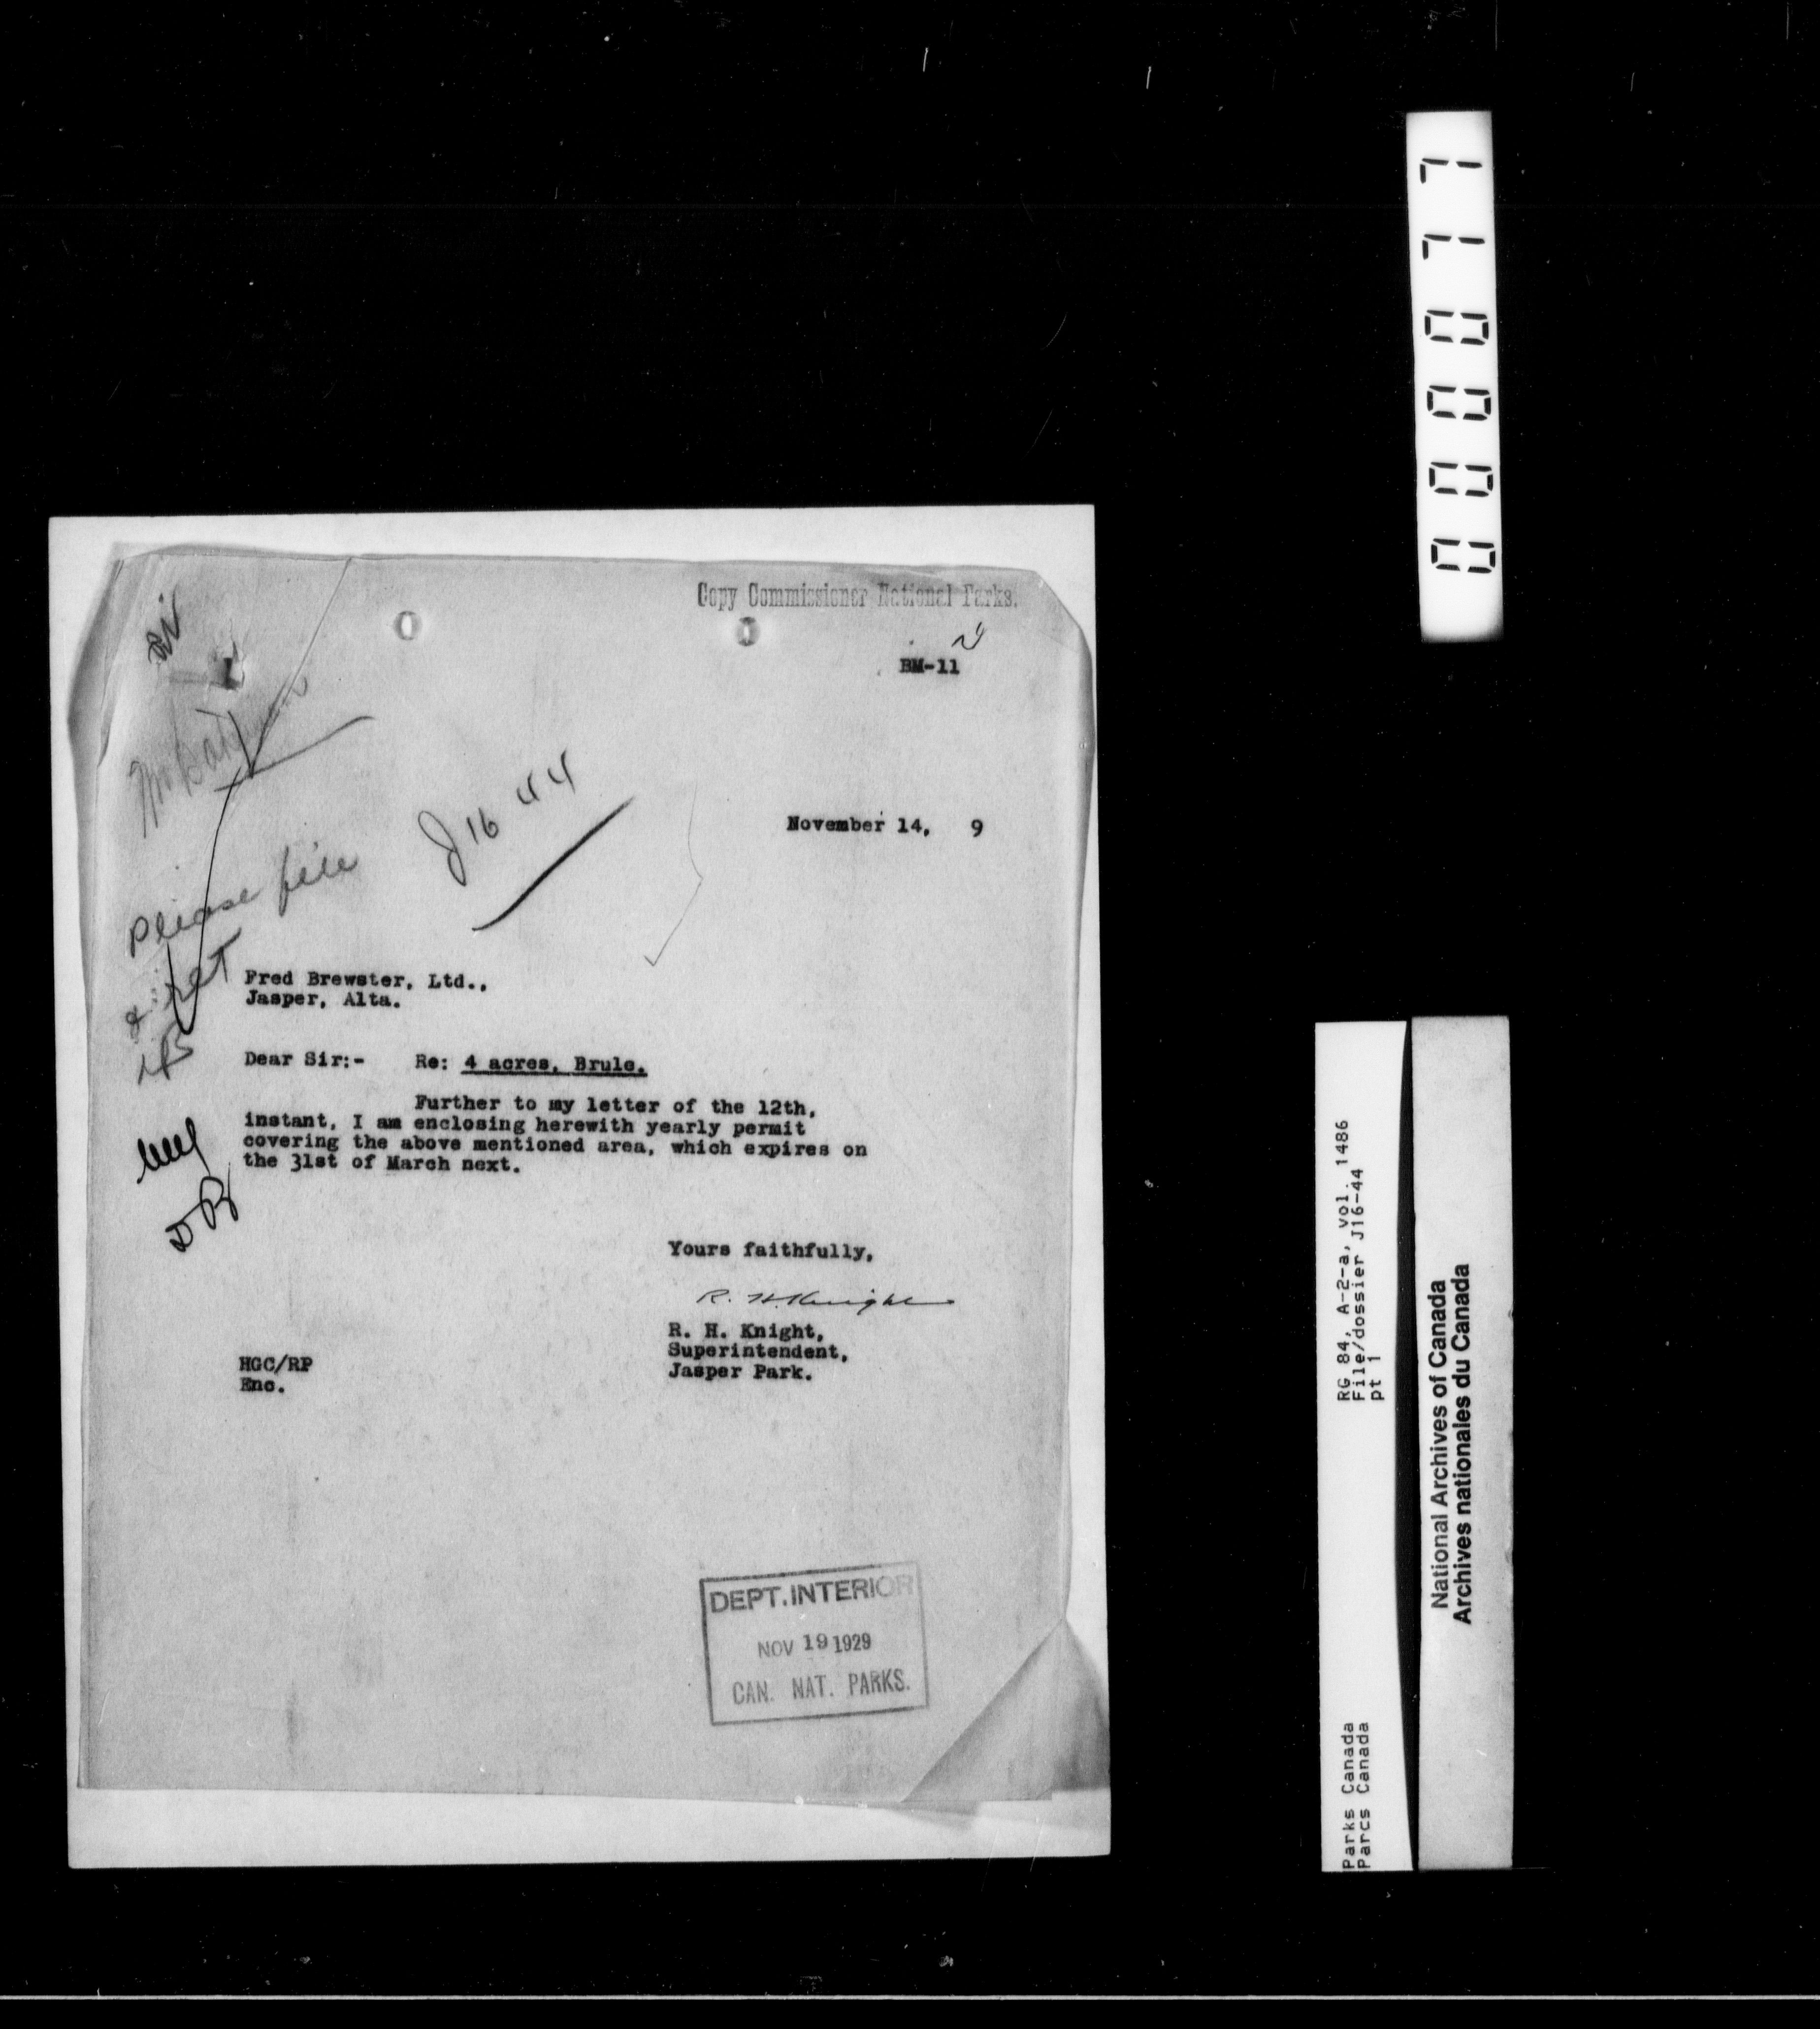 Copy Commissioner National Parks.
BM-11
J16 44
November 14, 9
Please file
&
Fred Brewster, Ltd.,
Jasper, Alta.
Dear Sir:- Re: 4 acres, Brule.
Further to my letter of the 12th,
instant, I am enclosing herewith yearly permit
covering the above mentioned area, which expires on
the 31st of March next.
Yours faithfully,
R. H. Knight
R. H. Knight,
Superintendent,
Jasper Park.
HGC/RP
Enc.
DEPT. INTERIOR
NOV 19 1929
CAN. NAT. PARKS.
000077
RG 84, A-2-a, vol. 1486
File/dossier J16-44
pt 1
Parks Canada
Parcs Canada
National Archives of Canada
Archives nationales du Canada